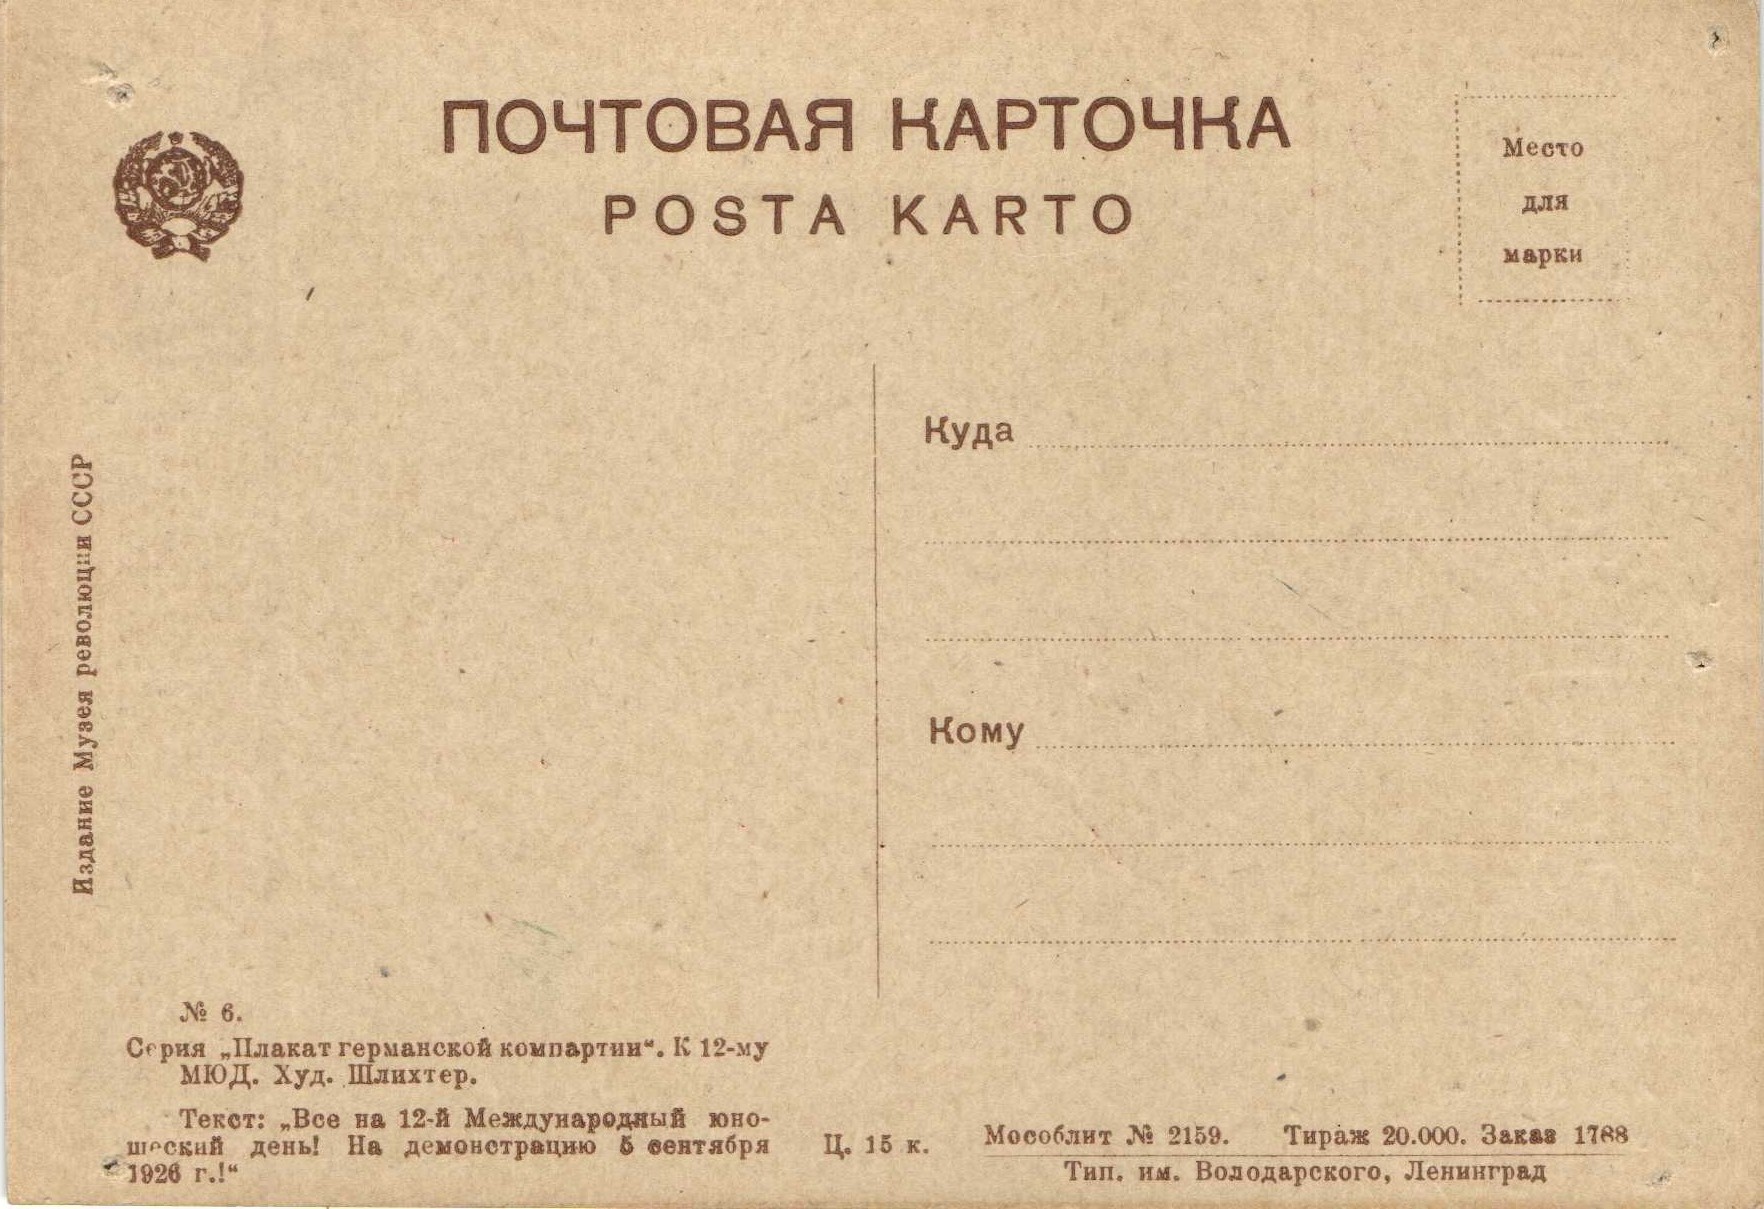 ПОЧТОВАЯ КАРТОЧКА
POSTA KARTO
Место
для
марки
Издание Музея революции СССР
Куда
Кому
№ 6.
Серия „Плакат германской компартии“. К 12-му
МЮД. Худ. Шлихтер.
Текст: „Все на 12-й Международный юно-
шеский день! На демонстрацию 5 сентября
1926 г.!“
Ц. 15 к.
Мособлит № 2159. Тираж 20.000. Заказ 1768
Тип. им. Володарского, Ленинград